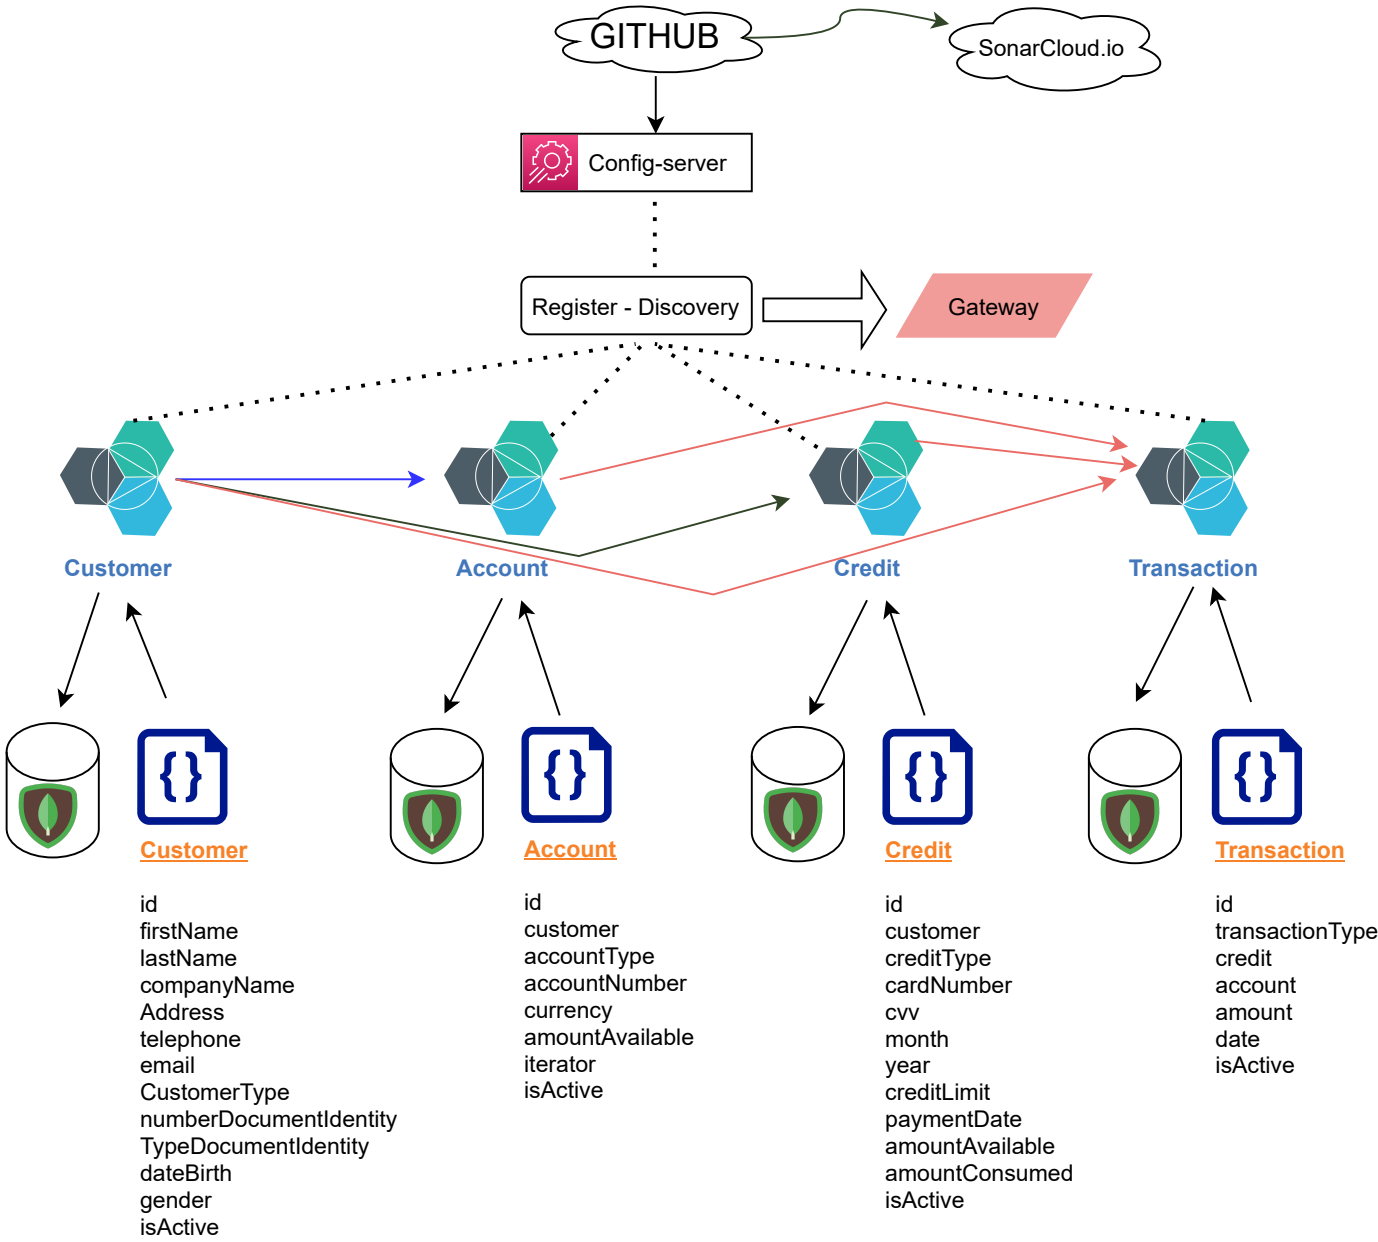 GITHUB
SonarCloud.io
Config-server
Register - Discovery
Gateway
Customer
Account
Credit
Transaction
{}
{}
{}
{}
Customer
id
firstName
lastName
companyName
Address
telephone
email
CustomerType
numberDocumentIdentity
TypeDocumentIdentity
dateBirth
gender
isActive
Account
id
customer
accountType
accountNumber
currency
amountAvailable
iterator
isActive
Credit
id
customer
creditType
cardNumber
cvv
month
year
creditLimit
paymentDate
amountAvailable
amountConsumed
isActive
Transaction
id
transactionType
credit
account
amount
date
isActive